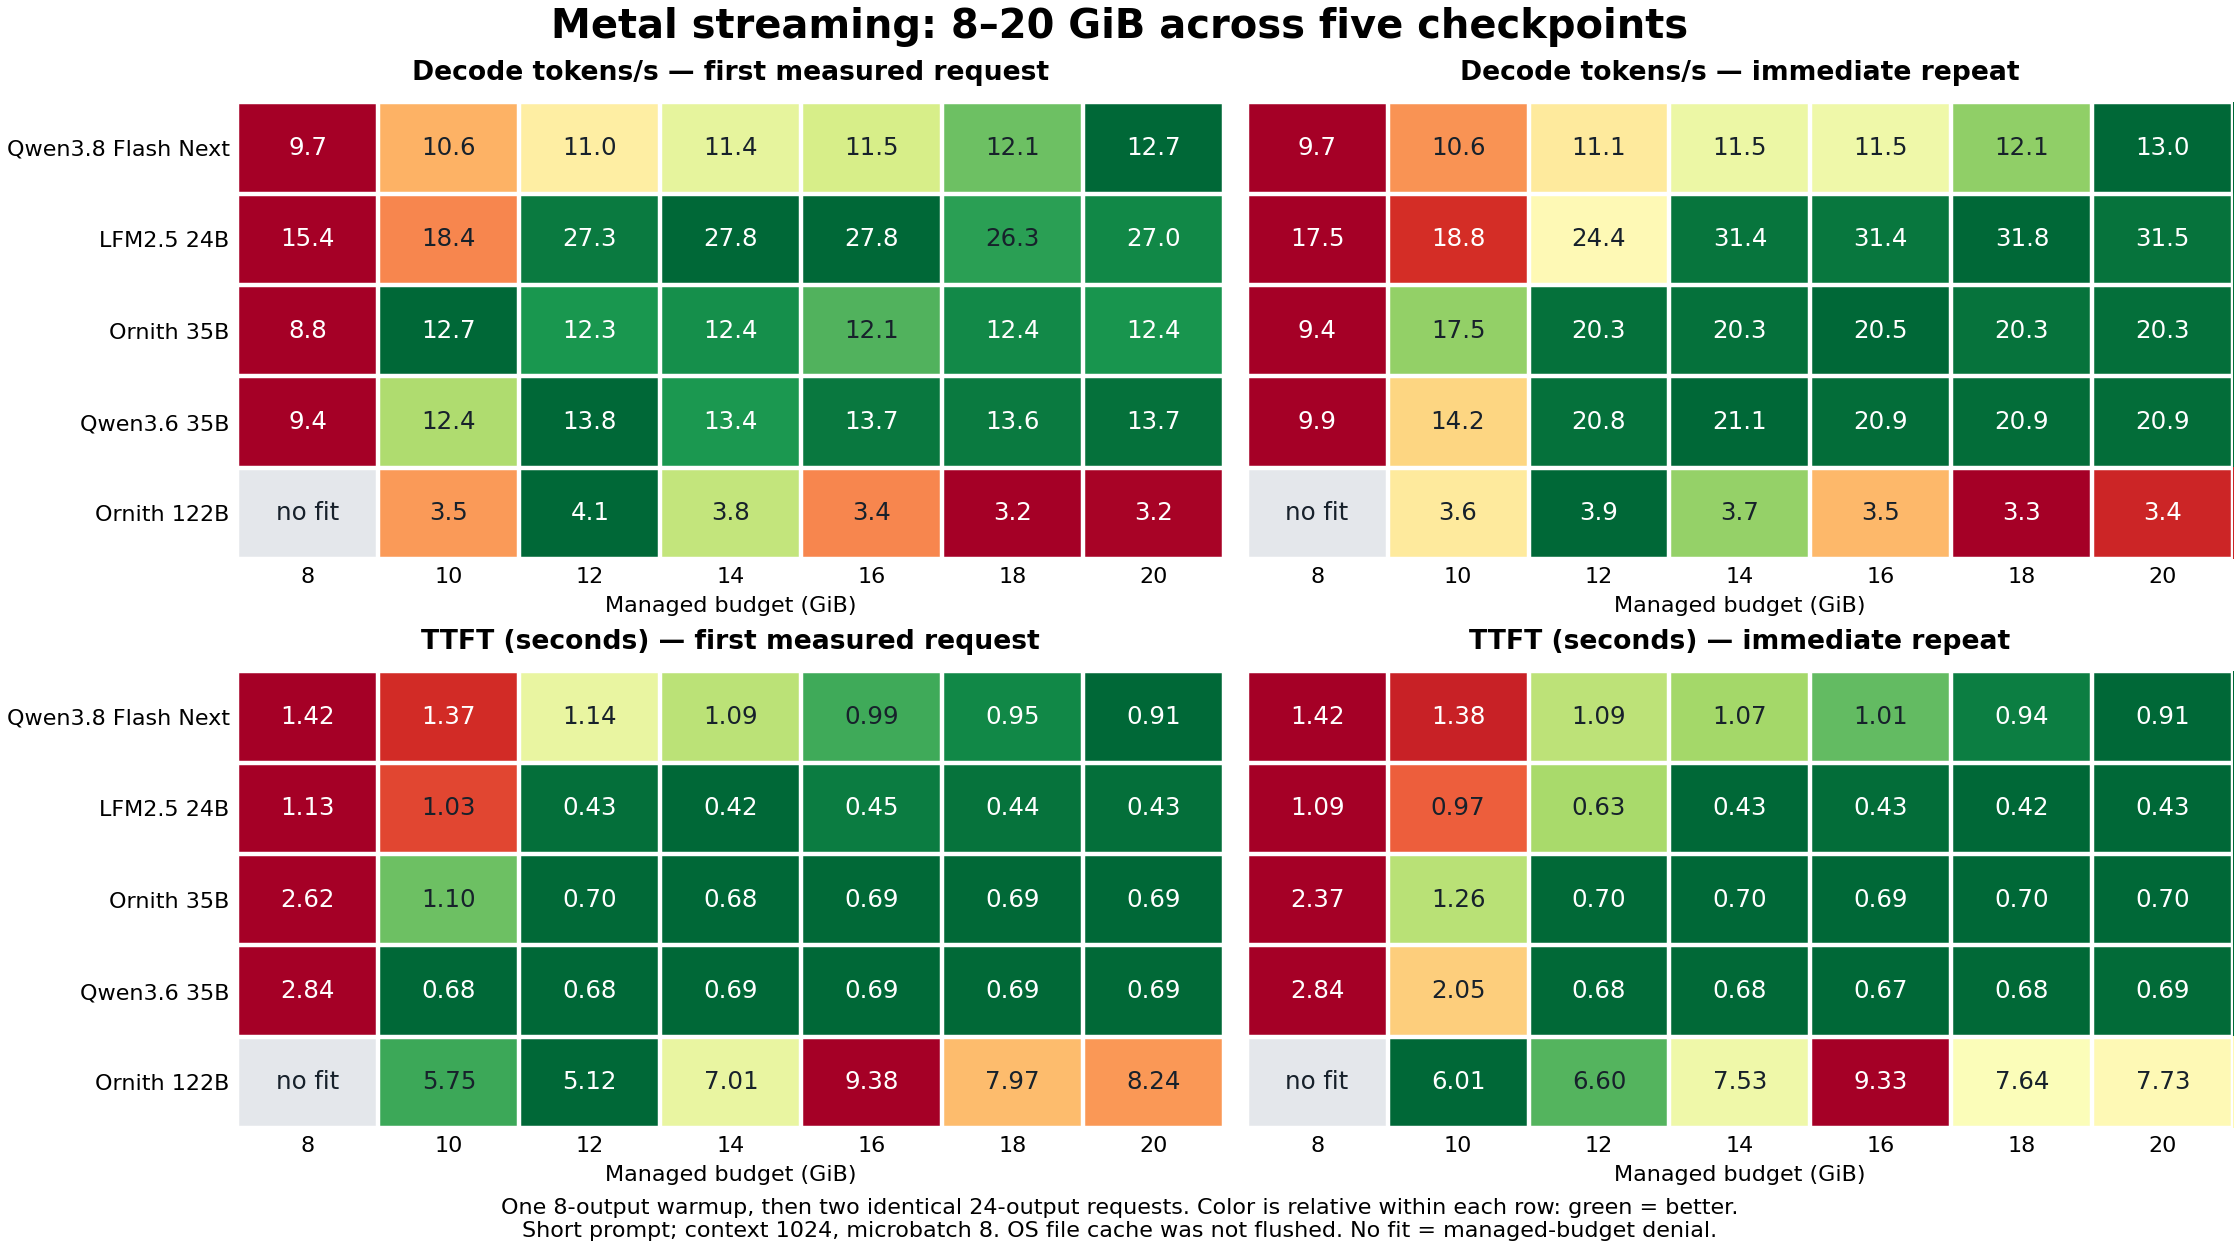 Metal streaming: 8–20 GiB across five checkpoints
Decode tokens/s — first measured request
Qwen3.8 Flash Next 9.7 10.6 11.0 11.4 11.5 12.1 12.7
LFM2.5 24B 15.4 18.4 27.3 27.8 27.8 26.3 27.0
Ornith 35B 8.8 12.7 12.3 12.4 12.1 12.4 12.4
Qwen3.6 35B 9.4 12.4 13.8 13.4 13.7 13.6 13.7
Ornith 122B no fit 3.5 4.1 3.8 3.4 3.2 3.2
8 10 12 14 16 18 20
Managed budget (GiB)
Decode tokens/s — immediate repeat
9.7 10.6 11.1 11.5 11.5 12.1 13.0
17.5 18.8 24.4 31.4 31.4 31.8 31.5
9.4 17.5 20.3 20.3 20.5 20.3 20.3
9.9 14.2 20.8 21.1 20.9 20.9 20.9
no fit 3.6 3.9 3.7 3.5 3.3 3.4
8 10 12 14 16 18 20
Managed budget (GiB)
TTFT (seconds) — first measured request
Qwen3.8 Flash Next 1.42 1.37 1.14 1.09 0.99 0.95 0.91
LFM2.5 24B 1.13 1.03 0.43 0.42 0.45 0.44 0.43
Ornith 35B 2.62 1.10 0.70 0.68 0.69 0.69 0.69
Qwen3.6 35B 2.84 0.68 0.68 0.69 0.69 0.69 0.69
Ornith 122B no fit 5.75 5.12 7.01 9.38 7.97 8.24
8 10 12 14 16 18 20
Managed budget (GiB)
TTFT (seconds) — immediate repeat
1.42 1.38 1.09 1.07 1.01 0.94 0.91
1.09 0.97 0.63 0.43 0.43 0.42 0.43
2.37 1.26 0.70 0.70 0.69 0.70 0.70
2.84 2.05 0.68 0.68 0.67 0.68 0.69
no fit 6.01 6.60 7.53 9.33 7.64 7.73
8 10 12 14 16 18 20
Managed budget (GiB)
One 8-output warmup, then two identical 24-output requests. Color is relative within each row: green = better.
Short prompt; context 1024, microbatch 8. OS file cache was not flushed. No fit = managed-budget denial.